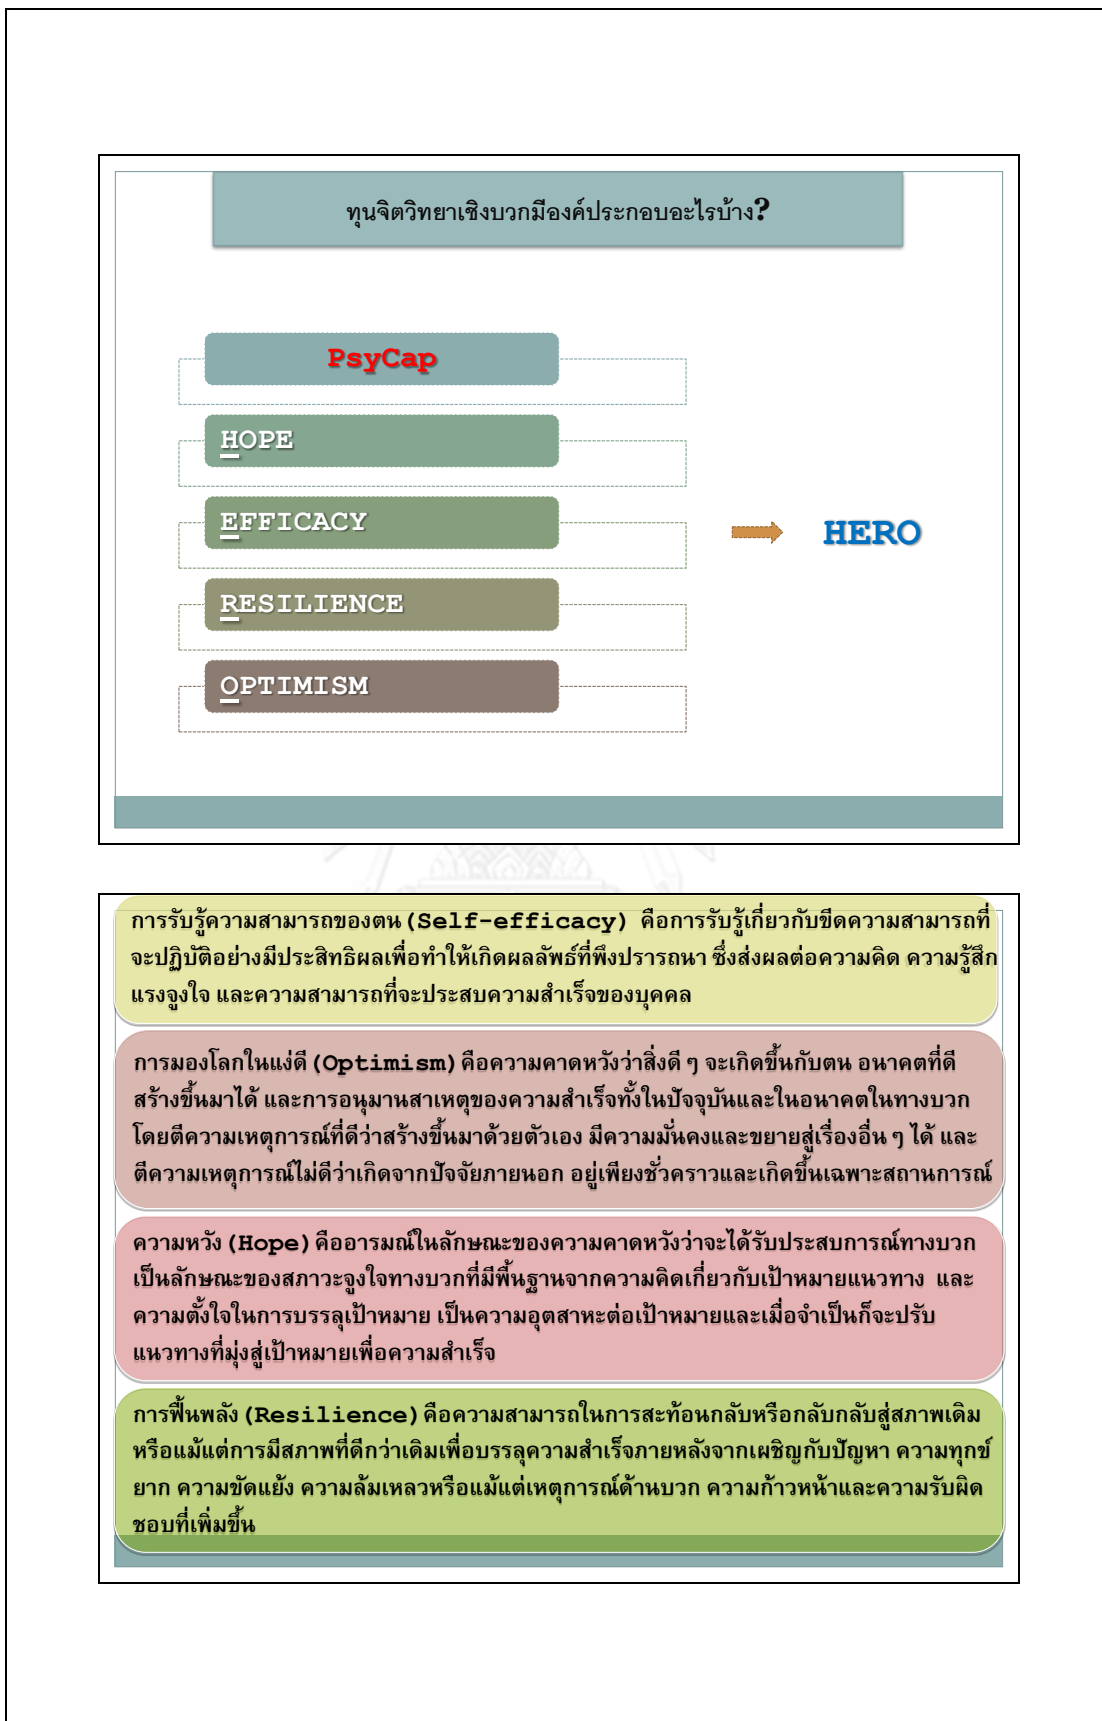 ทุนจิตวิทยาเชิงบวกมีองค์ประกอบอะไรบ้าง?
PsyCap
HOPE
EFFICACY
RESILIENCE
OPTIMISM
HERO
การรับรู้ความสามารถของตน (Self-efficacy) คือการรับรู้เกี่ยวกับขีดความสามารถที่
จะปฏิบัติอย่างมีประสิทธิผลเพื่อทำให้เกิดผลลัพธ์ที่พึงปรารถนา ซึ่งส่งผลต่อความคิด ความรู้สึก
แรงจูงใจ และความสามารถที่จะประสบความสำเร็จของบุคคล
การมองโลกในแง่ดี (Optimism) คือความคาดหวังว่าสิ่งดี ๆ จะเกิดขึ้นกับตน อนาคตที่ดี
สร้างขึ้นมาได้ และการอนุมานสาเหตุของความสำเร็จทั้งในปัจจุบันและในอนาคตในทางบวก
โดยตีความเหตุการณ์ที่ดีว่าสร้างขึ้นมาด้วยตัวเอง มีความมั่นคงและขยายสู่เรื่องอื่น ๆ ได้ และ
ตีความเหตุการณ์ไม่ดีว่าเกิดจากปัจจัยภายนอก อยู่เพียงชั่วคราวและเกิดขึ้นเฉพาะสถานการณ์
ความหวัง (Hope) คืออารมณ์ในลักษณะของความคาดหวังว่าจะได้รับประสบการณ์ทางบวก
เป็นลักษณะของสภาวะจูงใจทางบวกที่มีพื้นฐานจากความคิดเกี่ยวกับเป้าหมายแนวทาง และ
ความตั้งใจในการบรรลุเป้าหมาย เป็นความอุตสาหะต่อเป้าหมายและเมื่อจำเป็นก็จะปรับ
แนวทางที่มุ่งสู่เป้าหมายเพื่อความสำเร็จ
การฟื้นพลัง (Resilience) คือความสามารถในการสะท้อนกลับหรือกลับกลับสู่สภาพเดิม
หรือแม้แต่การมีสภาพที่ดีกว่าเดิมเพื่อบรรลุความสำเร็จภายหลังจากเผชิญกับปัญหา ความทุกข์
ยาก ความขัดแย้ง ความล้มเหลวหรือแม้แต่เหตุการณ์ด้านบวก ความก้าวหน้าและความรับผิด
ชอบที่เพิ่มขึ้น